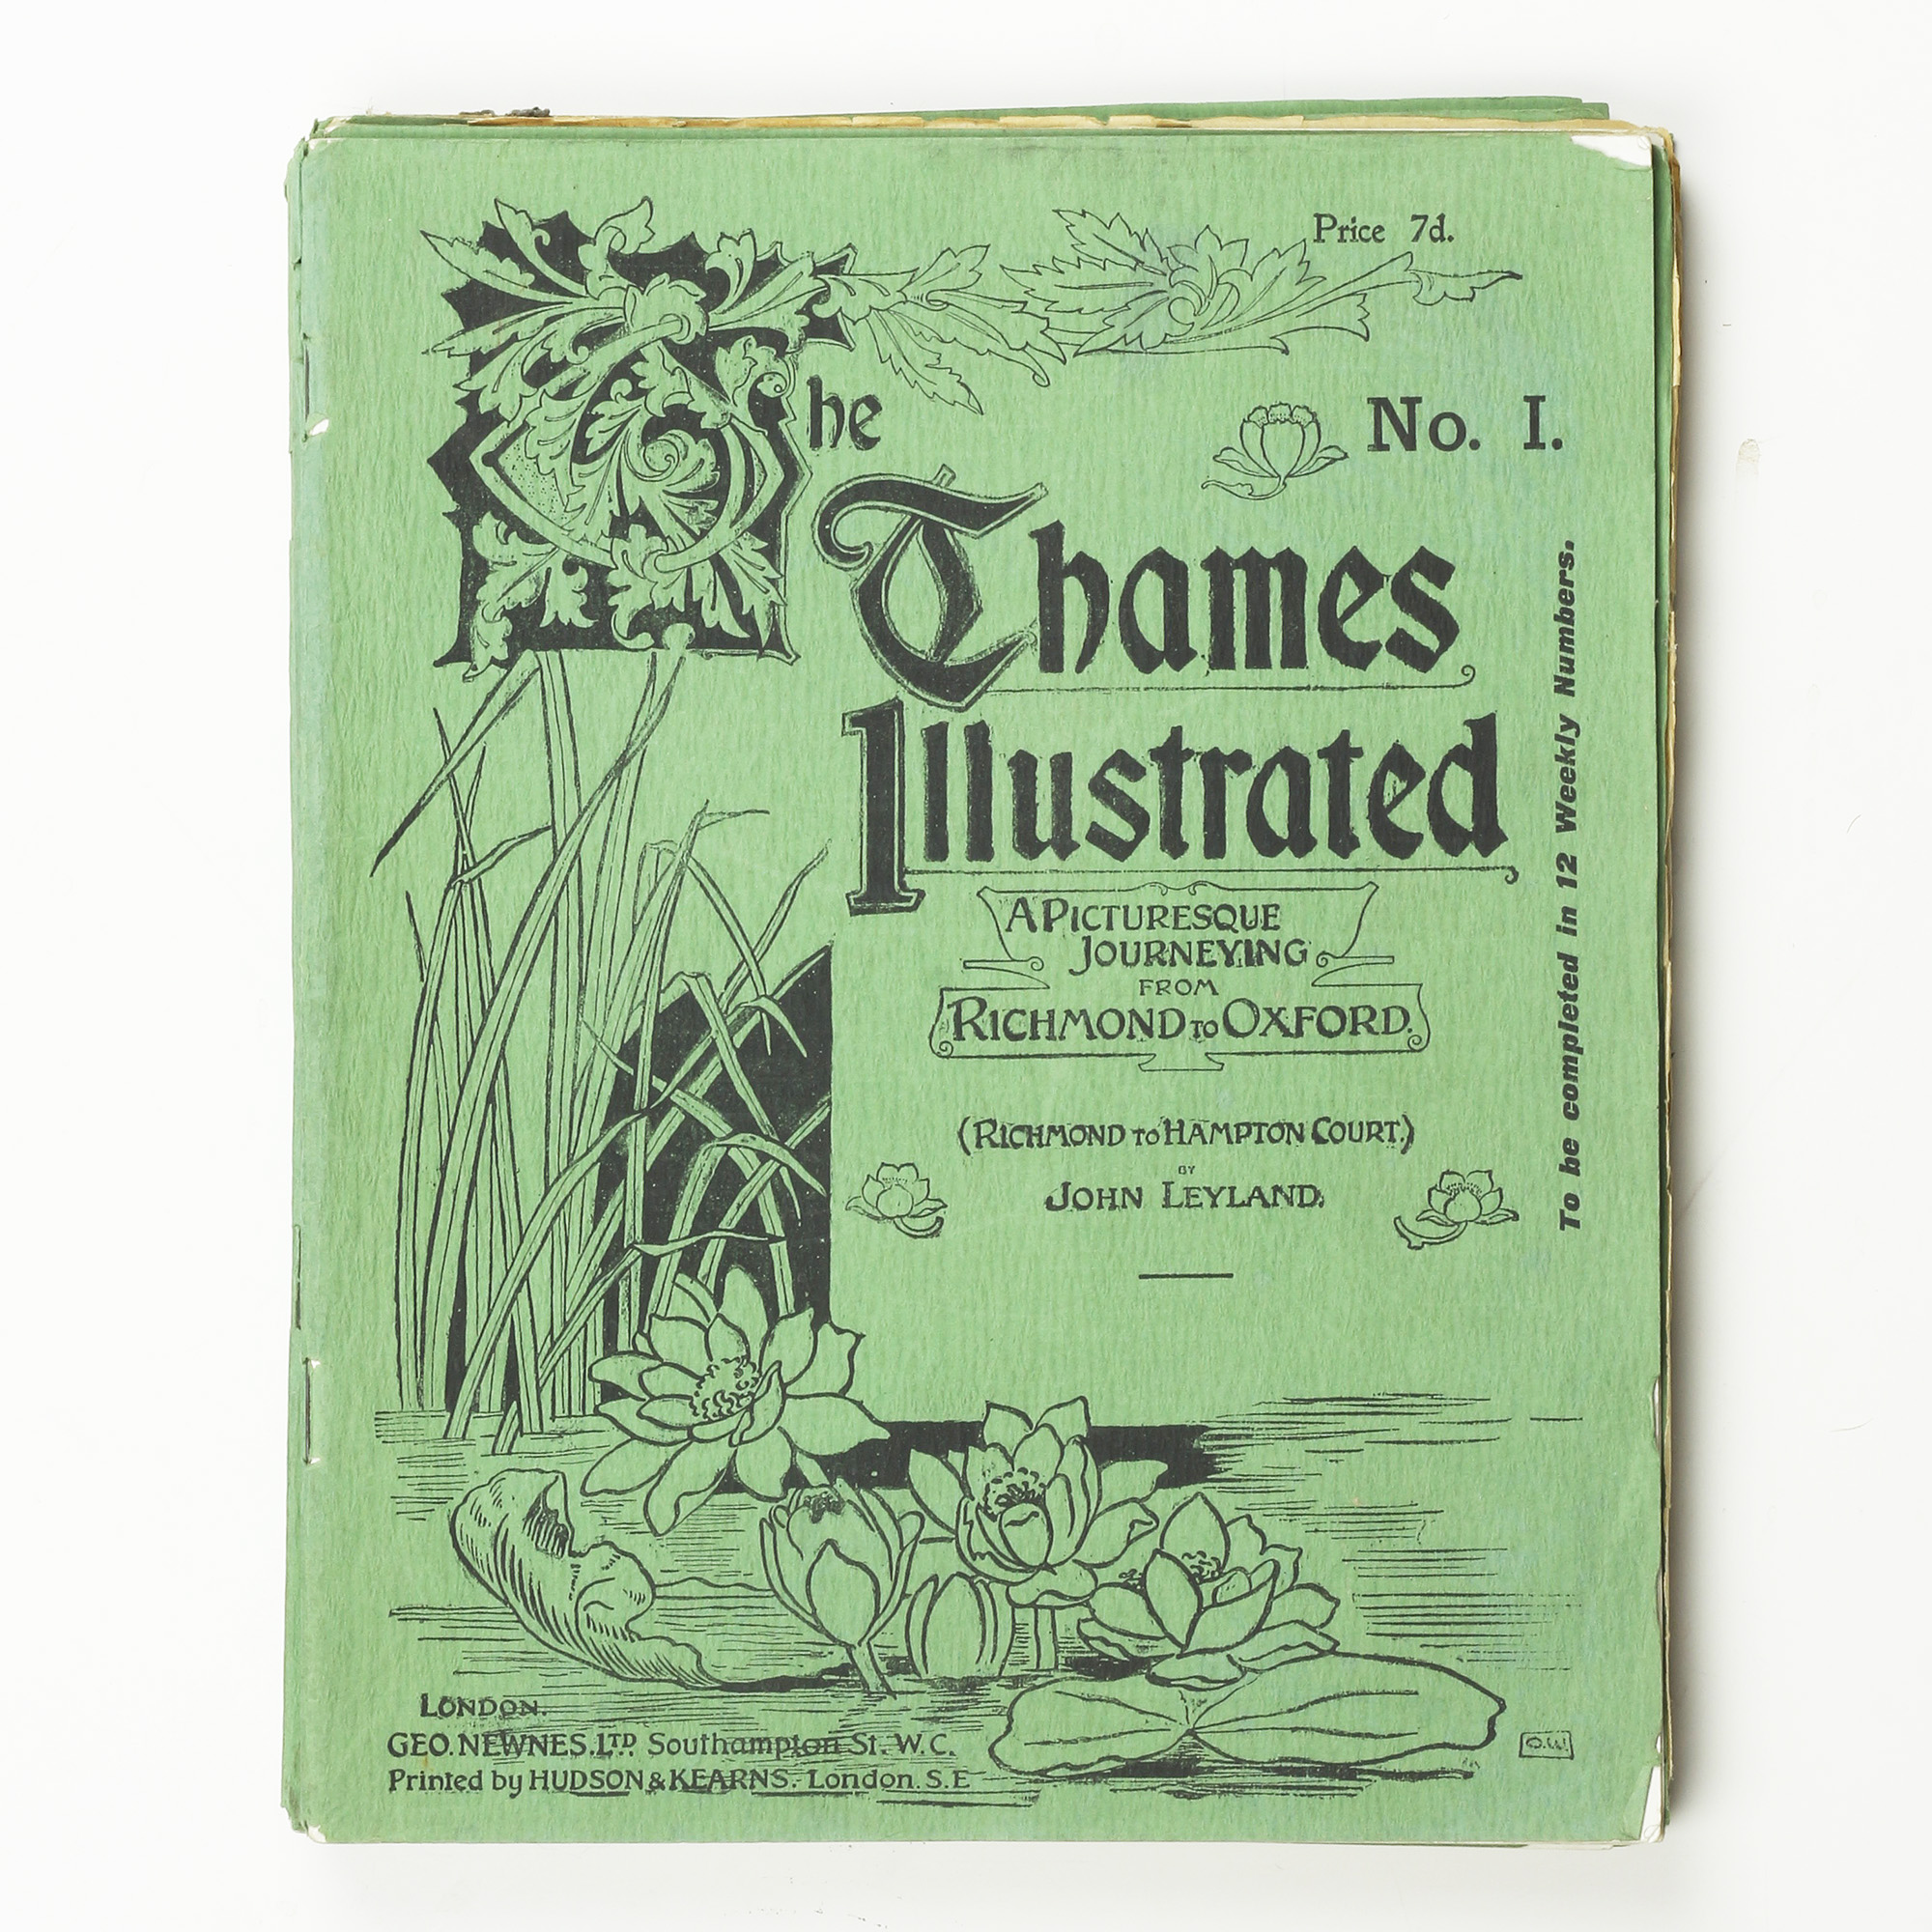 Price 7d.
No. I.
The
Thames
Illustrated
A PICTURESQUE
JOURNEYING
FROM
RICHMOND TO OXFORD.
(RICHMOND TO HAMPTON COURT.)
BY
JOHN LEYLAND.
To be completed in 12 Weekly Numbers.
LONDON.
GEO. NEWNES. LTD. Southampton St. W.C.
Printed by HUDSON & KEARNS. London. S.E
O.W.